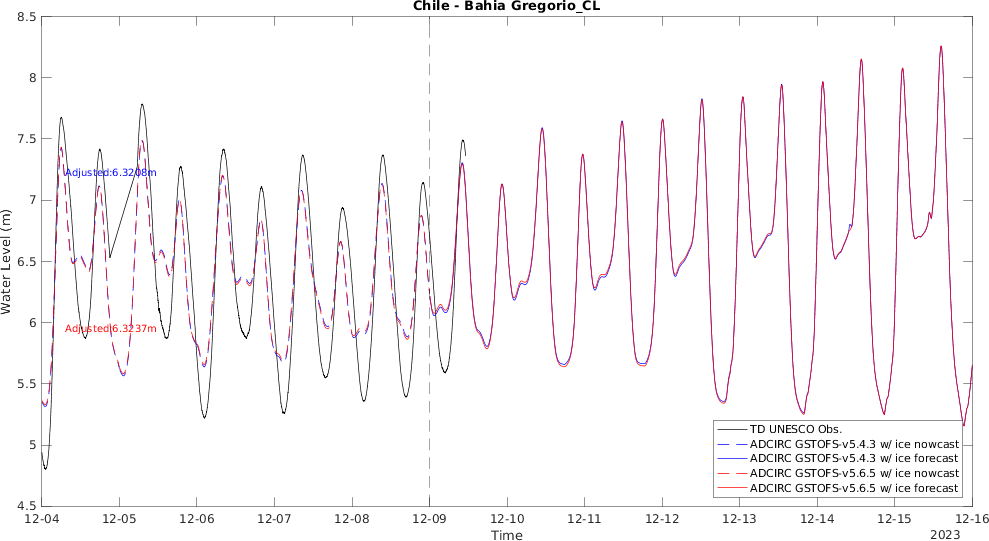 Chile - Bahia Gregorio_CL
8.5
8
7.5
7
6.5
6
5.5
5
4.5
Water Level (m)
Adjusted:6.3208m
Adjusted:6.3237m
TD UNESCO Obs.
ADCIRC GSTOFS-v5.4.3 w/ ice nowcast
ADCIRC GSTOFS-v5.4.3 w/ ice forecast
ADCIRC GSTOFS-v5.6.5 w/ ice nowcast
ADCIRC GSTOFS-v5.6.5 w/ ice forecast
12-04 12-05 12-06 12-07 12-08 12-09 12-10 12-11 12-12 12-13 12-14 12-15 12-16
Time
2023